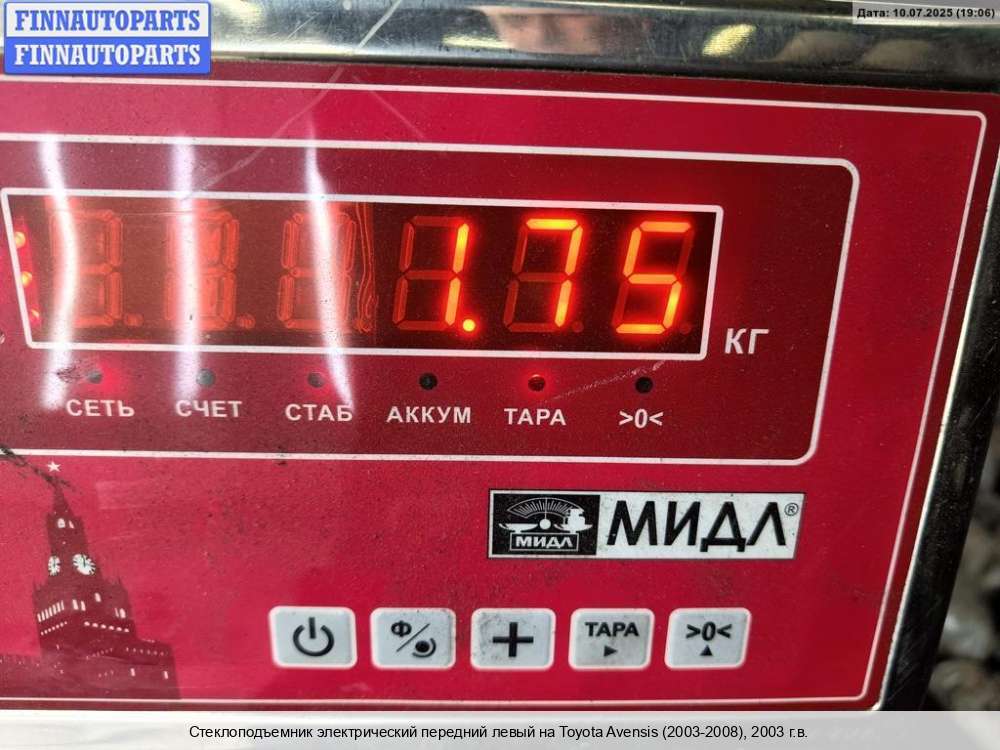 FINNAUTOPARTS
FINNAUTOPARTS
Дата: 10.07.2025 (19:06)
1.75
КГ
СЕТЬ СЧЕТ СТАБ АККУМ ТАРА >0<
МИДЛ МИДЛ®
Ф ТАРА >0<
Стеклоподъемник электрический передний левый на Toyota Avensis (2003-2008), 2003 г.в.